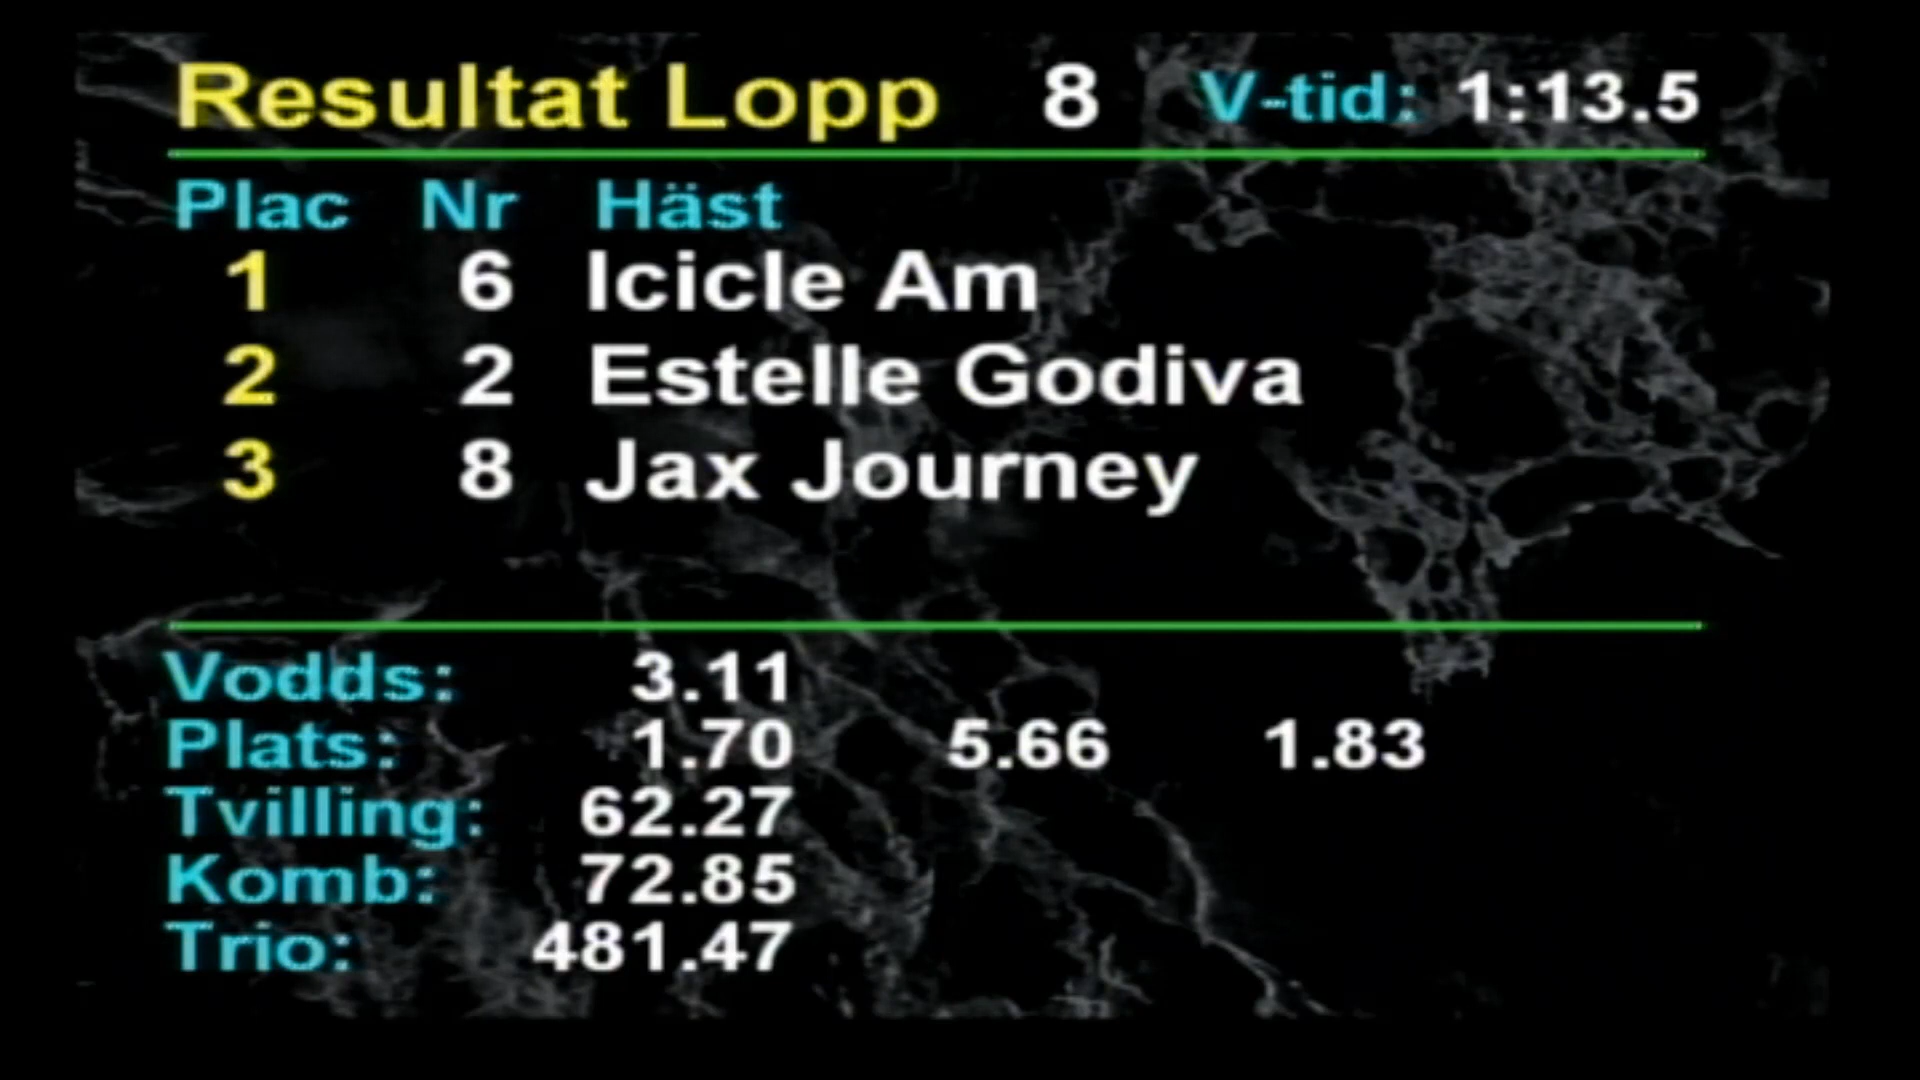 Resultat Lopp 8 V-tid: 1:13.5
Plac Nr Häst
1 6 Icicle Am
2 2 Estelle Godiva
3 8 Jax Journey
Vodds: 3.11
Plats: 1.70 5.66 1.83
Tvilling: 62.27
Komb: 72.85
Trio: 481.47